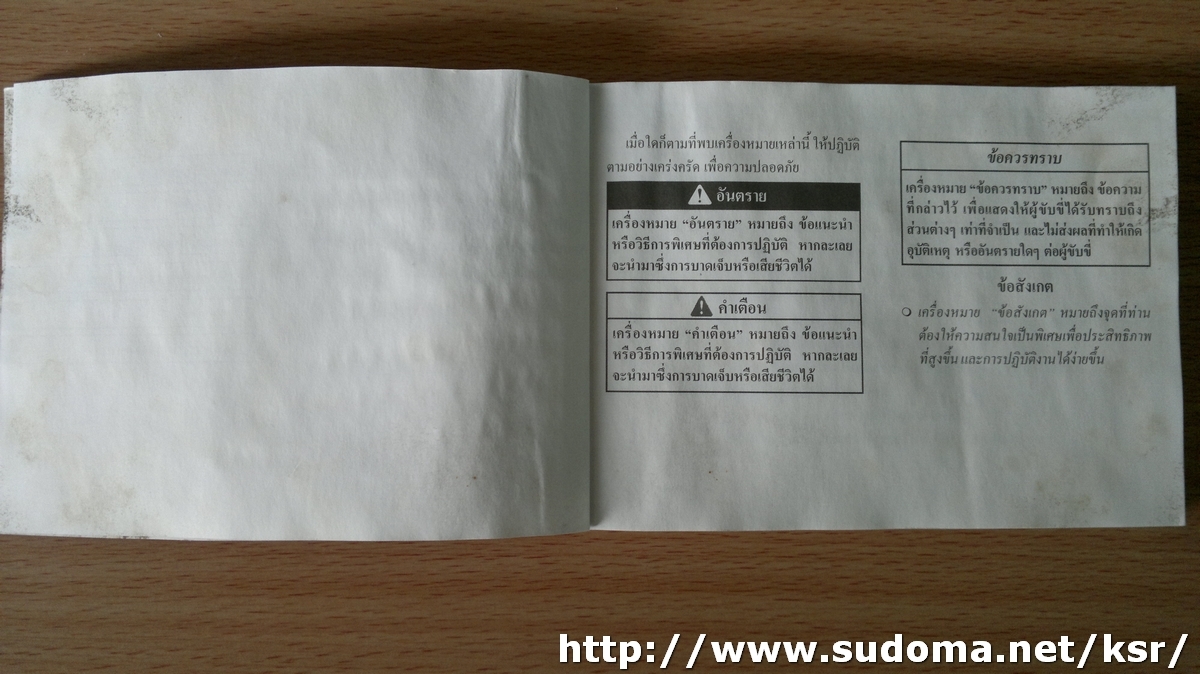 เมื่อใดก็ตามที่พบเครื่องหมายเหล่านี้ ให้ปฏิบัติ
ตามอย่างเคร่งครัด เพื่อความปลอดภัย
อันตราย
เครื่องหมาย “อันตราย” หมายถึง ข้อแนะนำ
หรือวิธีการพิเศษที่ต้องการปฏิบัติ หากละเลย
จะนำมาซึ่งการบาดเจ็บหรือเสียชีวิตได้
คำเตือน
เครื่องหมาย “คำเตือน” หมายถึง ข้อแนะนำ
หรือวิธีการพิเศษที่ต้องการปฏิบัติ หากละเลย
จะนำมาซึ่งการบาดเจ็บหรือเสียชีวิตได้
ข้อควรทราบ
เครื่องหมาย “ข้อควรทราบ” หมายถึง ข้อความ
ที่กล่าวไว้ เพื่อแสดงให้ผู้ขับขี่ได้รับทราบถึง
ส่วนต่างๆ เท่าที่จำเป็น และไม่ส่งผลที่ทำให้เกิด
อุบัติเหตุ หรืออันตรายใดๆ ต่อผู้ขับขี่
ข้อสังเกต
เครื่องหมาย “ข้อสังเกต” หมายถึงจุดที่ท่าน
ต้องให้ความสนใจเป็นพิเศษเพื่อประสิทธิภาพ
ที่สูงขึ้น และการปฏิบัติงานได้ง่ายขึ้น
http://www.sudoma.net/ksr/